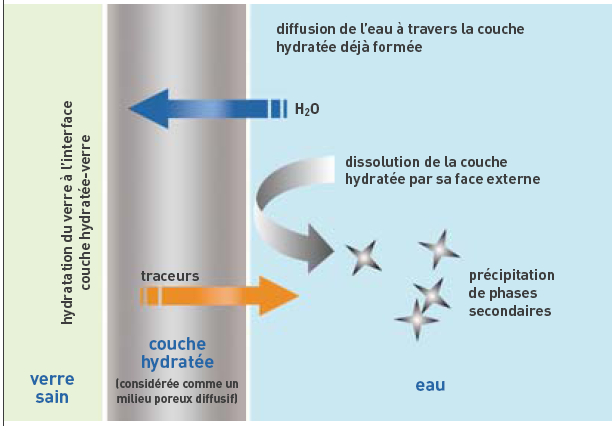 diffusion de l'eau à travers la couche
hydratée déjà formée
hydratation du verre à l'interface
couche hydratée-verre
H₂O
dissolution de la couche
hydratée par sa face externe
traceurs
précipitation
de phases
secondaires
couche
hydratée
(considérée comme un
milieu poreux diffusif)
verre
sain
eau